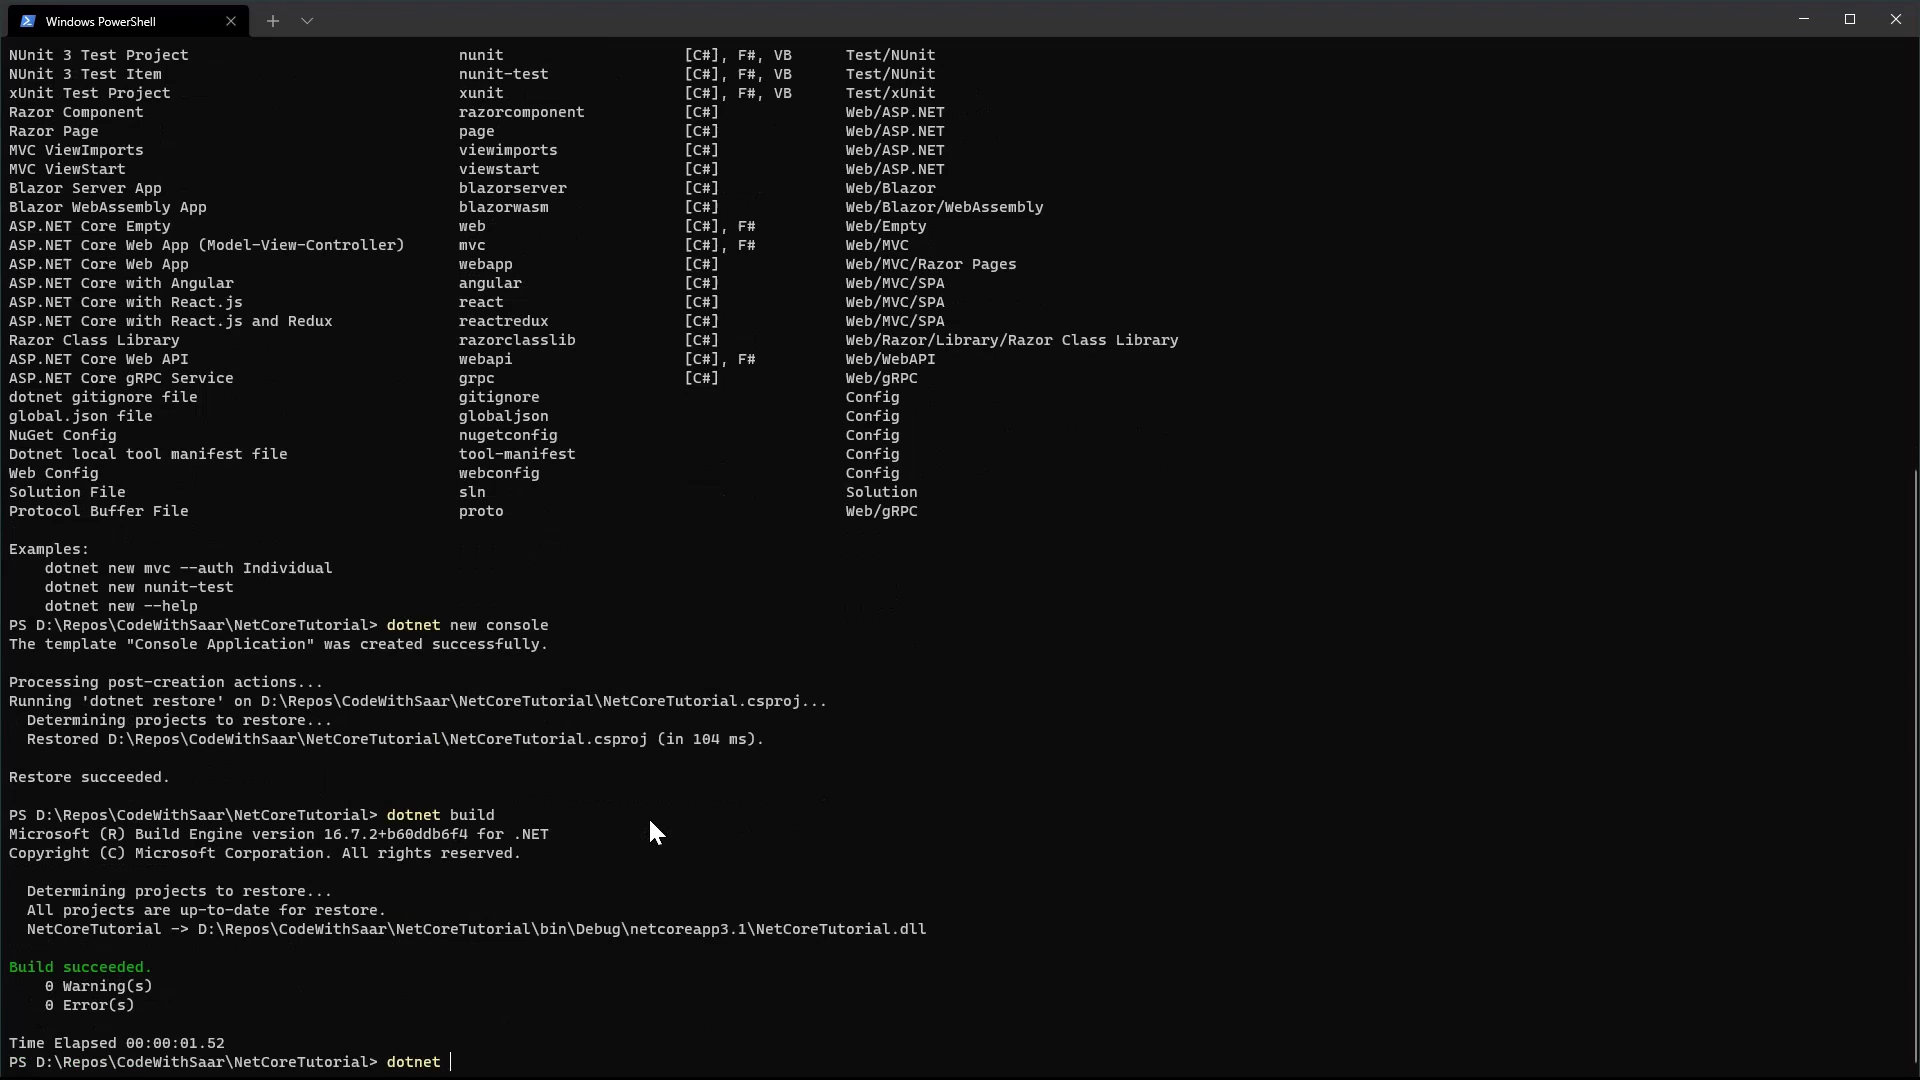 Windows PowerShell
NUnit 3 Test Project nunit [C#], F#, VB Test/NUnit
NUnit 3 Test Item nunit-test [C#], F#, VB Test/NUnit
xUnit Test Project xunit [C#], F#, VB Test/xUnit
Razor Component razorcomponent [C#] Web/ASP.NET
Razor Page page [C#] Web/ASP.NET
MVC ViewImports viewimports [C#] Web/ASP.NET
MVC ViewStart viewstart [C#] Web/ASP.NET
Blazor Server App blazorserver [C#] Web/Blazor
Blazor WebAssembly App blazorwasm [C#] Web/Blazor/WebAssembly
ASP.NET Core Empty web [C#], F# Web/Empty
ASP.NET Core Web App (Model-View-Controller) mvc [C#], F# Web/MVC
ASP.NET Core Web App webapp [C#] Web/MVC/Razor Pages
ASP.NET Core with Angular angular [C#] Web/MVC/SPA
ASP.NET Core with React.js react [C#] Web/MVC/SPA
ASP.NET Core with React.js and Redux reactredux [C#] Web/MVC/SPA
Razor Class Library razorclasslib [C#] Web/Razor/Library/Razor Class Library
ASP.NET Core Web API webapi [C#], F# Web/WebAPI
ASP.NET Core gRPC Service grpc [C#] Web/gRPC
dotnet gitignore file gitignore Config
global.json file globaljson Config
NuGet Config nugetconfig Config
Dotnet local tool manifest file tool-manifest Config
Web Config webconfig Config
Solution File sln Solution
Protocol Buffer File proto Web/gRPC
Examples:
dotnet new mvc --auth Individual
dotnet new nunit-test
dotnet new --help
PS D:\Repos\CodeWithSaar\NetCoreTutorial> dotnet new console
The template "Console Application" was created successfully.
Processing post-creation actions...
Running 'dotnet restore' on D:\Repos\CodeWithSaar\NetCoreTutorial\NetCoreTutorial.csproj...
Determining projects to restore...
Restored D:\Repos\CodeWithSaar\NetCoreTutorial\NetCoreTutorial.csproj (in 104 ms).
Restore succeeded.
PS D:\Repos\CodeWithSaar\NetCoreTutorial> dotnet build
Microsoft (R) Build Engine version 16.7.2+b60ddb6f4 for .NET
Copyright (C) Microsoft Corporation. All rights reserved.
Determining projects to restore...
All projects are up-to-date for restore.
NetCoreTutorial -> D:\Repos\CodeWithSaar\NetCoreTutorial\bin\Debug\netcoreapp3.1\NetCoreTutorial.dll
Build succeeded.
0 Warning(s)
0 Error(s)
Time Elapsed 00:00:01.52
PS D:\Repos\CodeWithSaar\NetCoreTutorial> dotnet